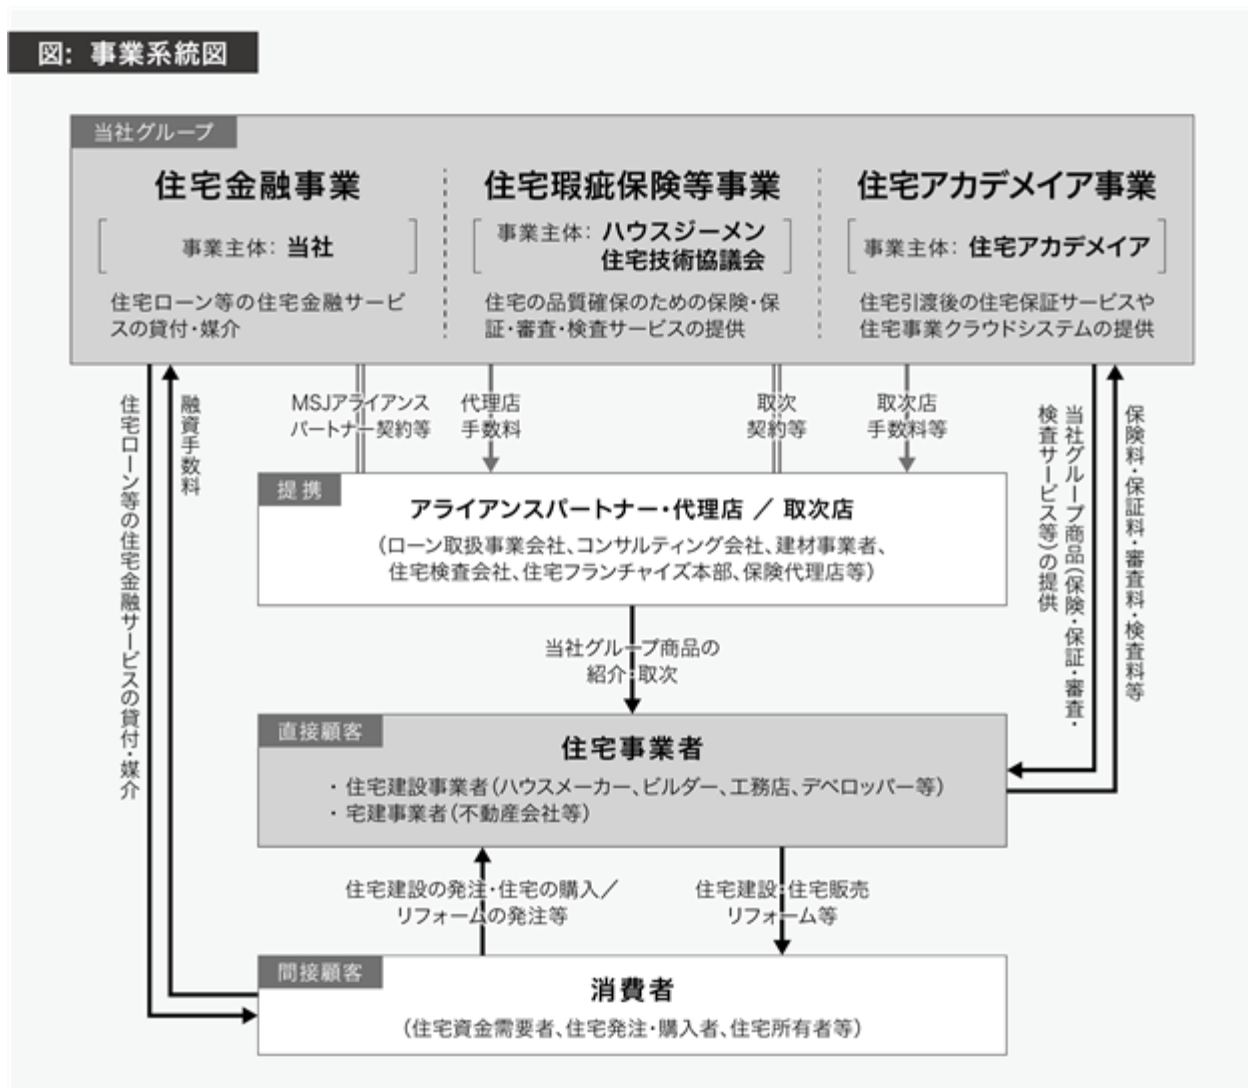 図: 事業系統図
当社グループ
住宅金融事業
事業主体: 当社
住宅ローン等の住宅金融サービ
スの貸付・媒介
住宅瑕疵保険等事業
事業主体: ハウスジーメン
住宅技術協議会
住宅の品質確保のための保険・保
証・審査・検査サービスの提供
住宅アカデメイア事業
事業主体: 住宅アカデメイア
住宅引渡後の住宅保証サービスや
住宅事業クラウドシステムの提供
住宅ローン等の住宅金融サービスの貸付・媒介
融資手数料
MSJアライアンス
パートナー契約等
代理店
手数料
取次
契約等
取次店
手数料等
当社グループ商品(保険・保証・審査・
検査サービス等)の提供
保険料・保証料・審査料・検査料等
提携
アライアンスパートナー・代理店 / 取次店
(ローン取扱事業会社、コンサルティング会社、建材事業者、
住宅検査会社、住宅フランチャイズ本部、保険代理店等)
当社グループ商品の
紹介・取次
直接顧客
住宅事業者
・住宅建設事業者(ハウスメーカー、ビルダー、工務店、デベロッパー等)
・宅建事業者(不動産会社等)
住宅建設の発注・住宅の購入/
リフォームの発注等
住宅建設・住宅販売
リフォーム等
間接顧客
消費者
(住宅資金需要者、住宅発注・購入者、住宅所有者等)